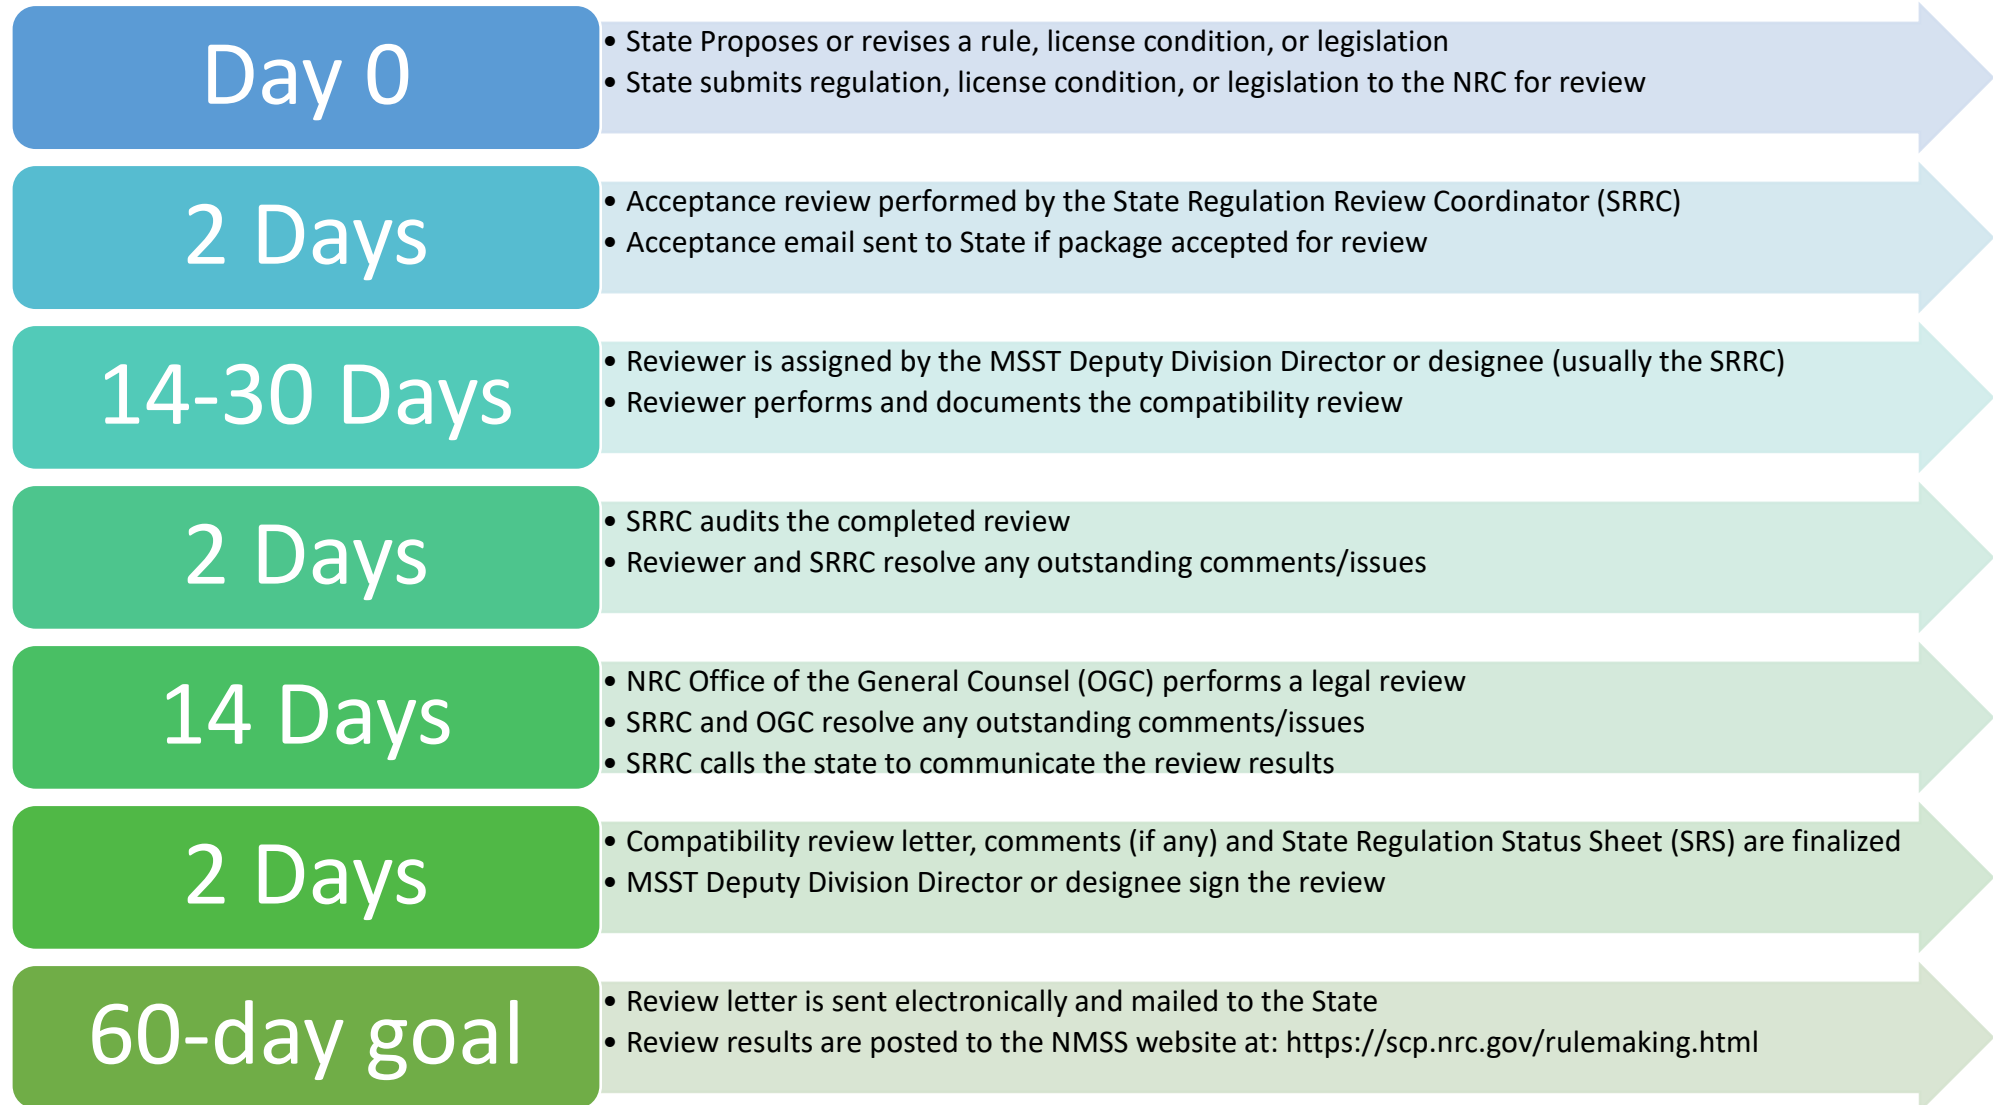 Day 0
• State Proposes or revises a rule, license condition, or legislation
• State submits regulation, license condition, or legislation to the NRC for review
2 Days
• Acceptance review performed by the State Regulation Review Coordinator (SRRC)
• Acceptance email sent to State if package accepted for review
14-30 Days
• Reviewer is assigned by the MSST Deputy Division Director or designee (usually the SRRC)
• Reviewer performs and documents the compatibility review
2 Days
• SRRC audits the completed review
• Reviewer and SRRC resolve any outstanding comments/issues
14 Days
• NRC Office of the General Counsel (OGC) performs a legal review
• SRRC and OGC resolve any outstanding comments/issues
• SRRC calls the state to communicate the review results
2 Days
• Compatibility review letter, comments (if any) and State Regulation Status Sheet (SRS) are finalized
• MSST Deputy Division Director or designee sign the review
60-day goal
• Review letter is sent electronically and mailed to the State
• Review results are posted to the NMSS website at: https://scp.nrc.gov/rulemaking.html